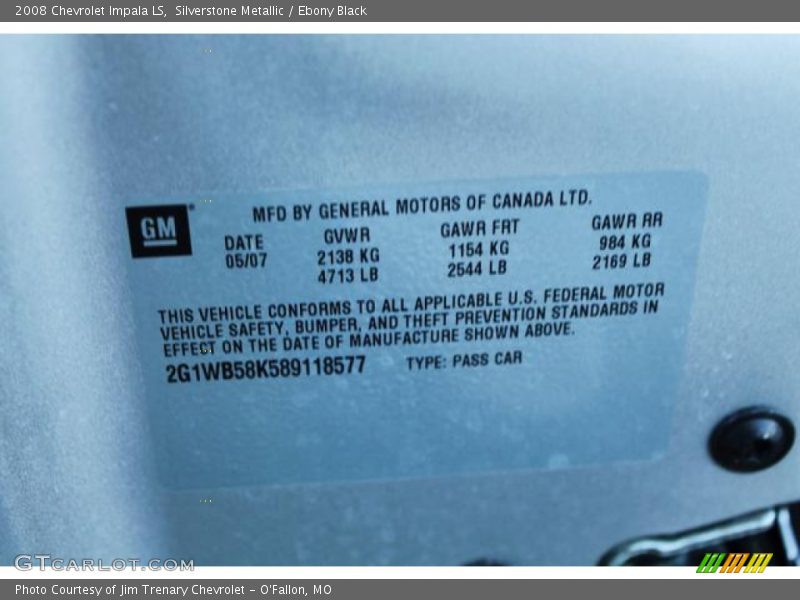 2008 Chevrolet Impala LS, Silverstone Metallic / Ebony Black
GM
MFD BY GENERAL MOTORS OF CANADA LTD.
DATE GVWR GAWR FRT GAWR RR
05/07 2138 KG 1154 KG 984 KG
4713 LB 2544 LB 2169 LB
THIS VEHICLE CONFORMS TO ALL APPLICABLE U.S. FEDERAL MOTOR
VEHICLE SAFETY, BUMPER, AND THEFT PREVENTION STANDARDS IN
EFFECT ON THE DATE OF MANUFACTURE SHOWN ABOVE.
2G1WB58K589118577 TYPE: PASS CAR
GTCARLOT.COM
Photo Courtesy of Jim Trenary Chevrolet - O'Fallon, MO